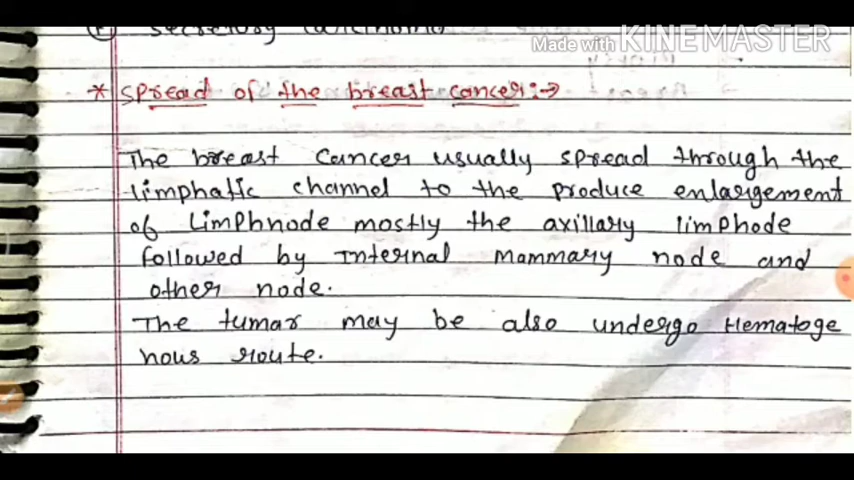 Secretory carcinoma
Made with KINEMASTER
* Spread of the breast cancer:→
The breast cancer usually spread through the
limphatic channel to the produce enlargement
of Limphnode mostly the axillary limphode
followed by Internal mammary node and
other node.
The tumar may be also undergo Hematoge
nous route.